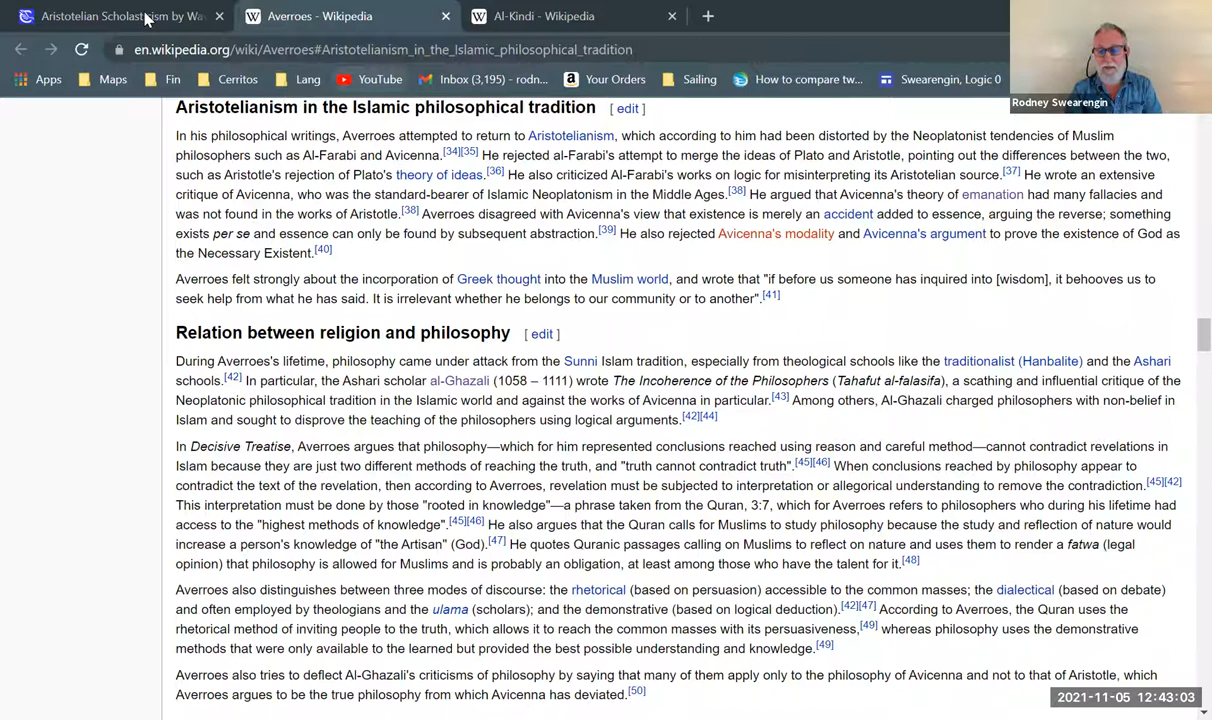 Aristotelian Scholasticism by Wa
Averroes - Wikipedia
Al-Kindi - Wikipedia
en.wikipedia.org/wiki/Averroes#Aristotelianism_in_the_Islamic_philosophical_tradition
Apps Maps Fin Cerritos Lang YouTube Inbox (3,195) - rodn... Your Orders Sailing How to compare tw... Swearengin, Logic 0
Rodney Swearengin
Aristotelianism in the Islamic philosophical tradition [ edit ]
In his philosophical writings, Averroes attempted to return to Aristotelianism, which according to him had been distorted by the Neoplatonist tendencies of Muslim
philosophers such as Al-Farabi and Avicenna.[34][35] He rejected al-Farabi's attempt to merge the ideas of Plato and Aristotle, pointing out the differences between the two,
such as Aristotle's rejection of Plato's theory of ideas.[36] He also criticized Al-Farabi's works on logic for misinterpreting its Aristotelian source.[37] He wrote an extensive
critique of Avicenna, who was the standard-bearer of Islamic Neoplatonism in the Middle Ages.[38] He argued that Avicenna's theory of emanation had many fallacies and
was not found in the works of Aristotle.[38] Averroes disagreed with Avicenna's view that existence is merely an accident added to essence, arguing the reverse; something
exists per se and essence can only be found by subsequent abstraction.[39] He also rejected Avicenna's modality and Avicenna's argument to prove the existence of God as
the Necessary Existent.[40]
Averroes felt strongly about the incorporation of Greek thought into the Muslim world, and wrote that "if before us someone has inquired into [wisdom], it behooves us to
seek help from what he has said. It is irrelevant whether he belongs to our community or to another".[41]
Relation between religion and philosophy [ edit ]
During Averroes's lifetime, philosophy came under attack from the Sunni Islam tradition, especially from theological schools like the traditionalist (Hanbalite) and the Ashari
schools.[42] In particular, the Ashari scholar al-Ghazali (1058 – 1111) wrote The Incoherence of the Philosophers (Tahafut al-falasifa), a scathing and influential critique of the
Neoplatonic philosophical tradition in the Islamic world and against the works of Avicenna in particular.[43] Among others, Al-Ghazali charged philosophers with non-belief in
Islam and sought to disprove the teaching of the philosophers using logical arguments.[42][44]
In Decisive Treatise, Averroes argues that philosophy—which for him represented conclusions reached using reason and careful method—cannot contradict revelations in
Islam because they are just two different methods of reaching the truth, and "truth cannot contradict truth".[45][46] When conclusions reached by philosophy appear to
contradict the text of the revelation, then according to Averroes, revelation must be subjected to interpretation or allegorical understanding to remove the contradiction.[45][42]
This interpretation must be done by those "rooted in knowledge"—a phrase taken from the Quran, 3:7, which for Averroes refers to philosophers who during his lifetime had
access to the "highest methods of knowledge".[45][46] He also argues that the Quran calls for Muslims to study philosophy because the study and reflection of nature would
increase a person's knowledge of "the Artisan" (God).[47] He quotes Quranic passages calling on Muslims to reflect on nature and uses them to render a fatwa (legal
opinion) that philosophy is allowed for Muslims and is probably an obligation, at least among those who have the talent for it.[48]
Averroes also distinguishes between three modes of discourse: the rhetorical (based on persuasion) accessible to the common masses; the dialectical (based on debate)
and often employed by theologians and the ulama (scholars); and the demonstrative (based on logical deduction).[42][47] According to Averroes, the Quran uses the
rhetorical method of inviting people to the truth, which allows it to reach the common masses with its persuasiveness,[49] whereas philosophy uses the demonstrative
methods that were only available to the learned but provided the best possible understanding and knowledge.[49]
Averroes also tries to deflect Al-Ghazali's criticisms of philosophy by saying that many of them apply only to the philosophy of Avicenna and not to that of Aristotle, which
Averroes argues to be the true philosophy from which Avicenna has deviated.[50]
2021-11-05 12:43:03